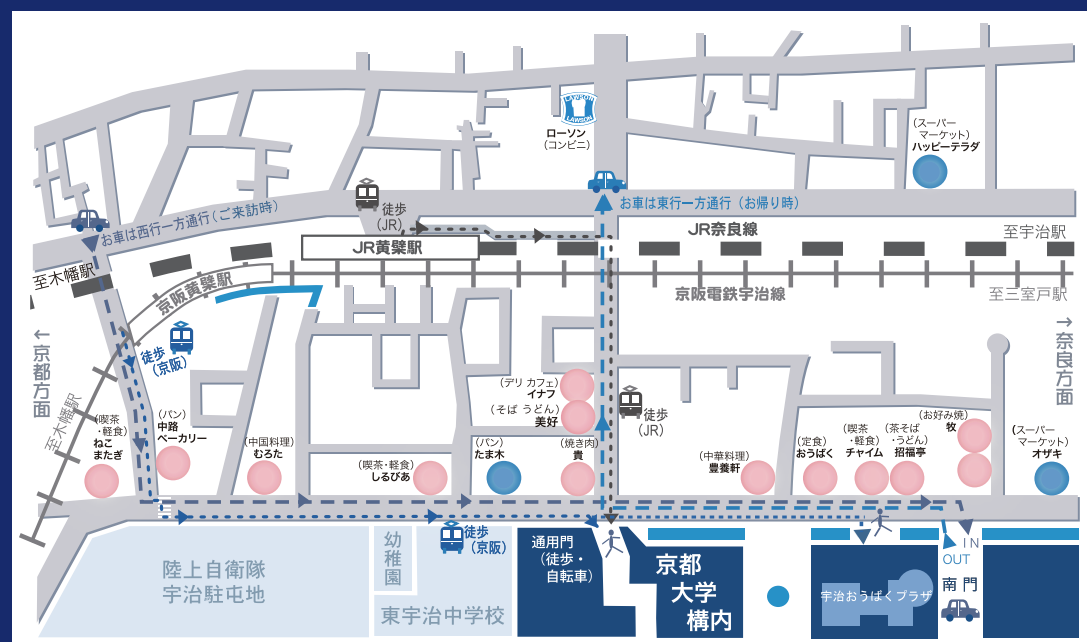 LAWSON
LAWSON
ローソン
(コンビニ)
(スーパー
マーケット)
ハッピーテラダ
お車は西行一方通行(ご来訪時)
徒歩
(JR)
お車は東行一方通行(お帰り時)
JR奈良線
至宇治駅
JR黄檗駅
至木幡駅
京阪黄檗駅
京阪電鉄宇治線
至三室戸駅
←京都方面
→奈良方面
徒歩
(京阪)
至木幡駅
(喫茶
・軽食)
ねこ
またぎ
(パン)
中路
ベーカリー
(中国料理)
むろた
(喫茶・軽食)
しるびあ
(パン)
たま木
(デリ カフェ)
イナフ
(そば うどん)
美好
(焼き肉)
貴
徒歩
(JR)
(中華料理)
豊養軒
(定食)
おうばく
(喫茶
・軽食)
チャイム
(茶そば
・うどん)
招福亭
(お好み焼)
牧
(スーパー
マーケット)
オザキ
陸上自衛隊
宇治駐屯地
幼稚園
東宇治中学校
徒歩
(京阪)
通用門
(徒歩・
自転車)
京都
大学
構内
宇治おうばくプラザ
IN
OUT
南門